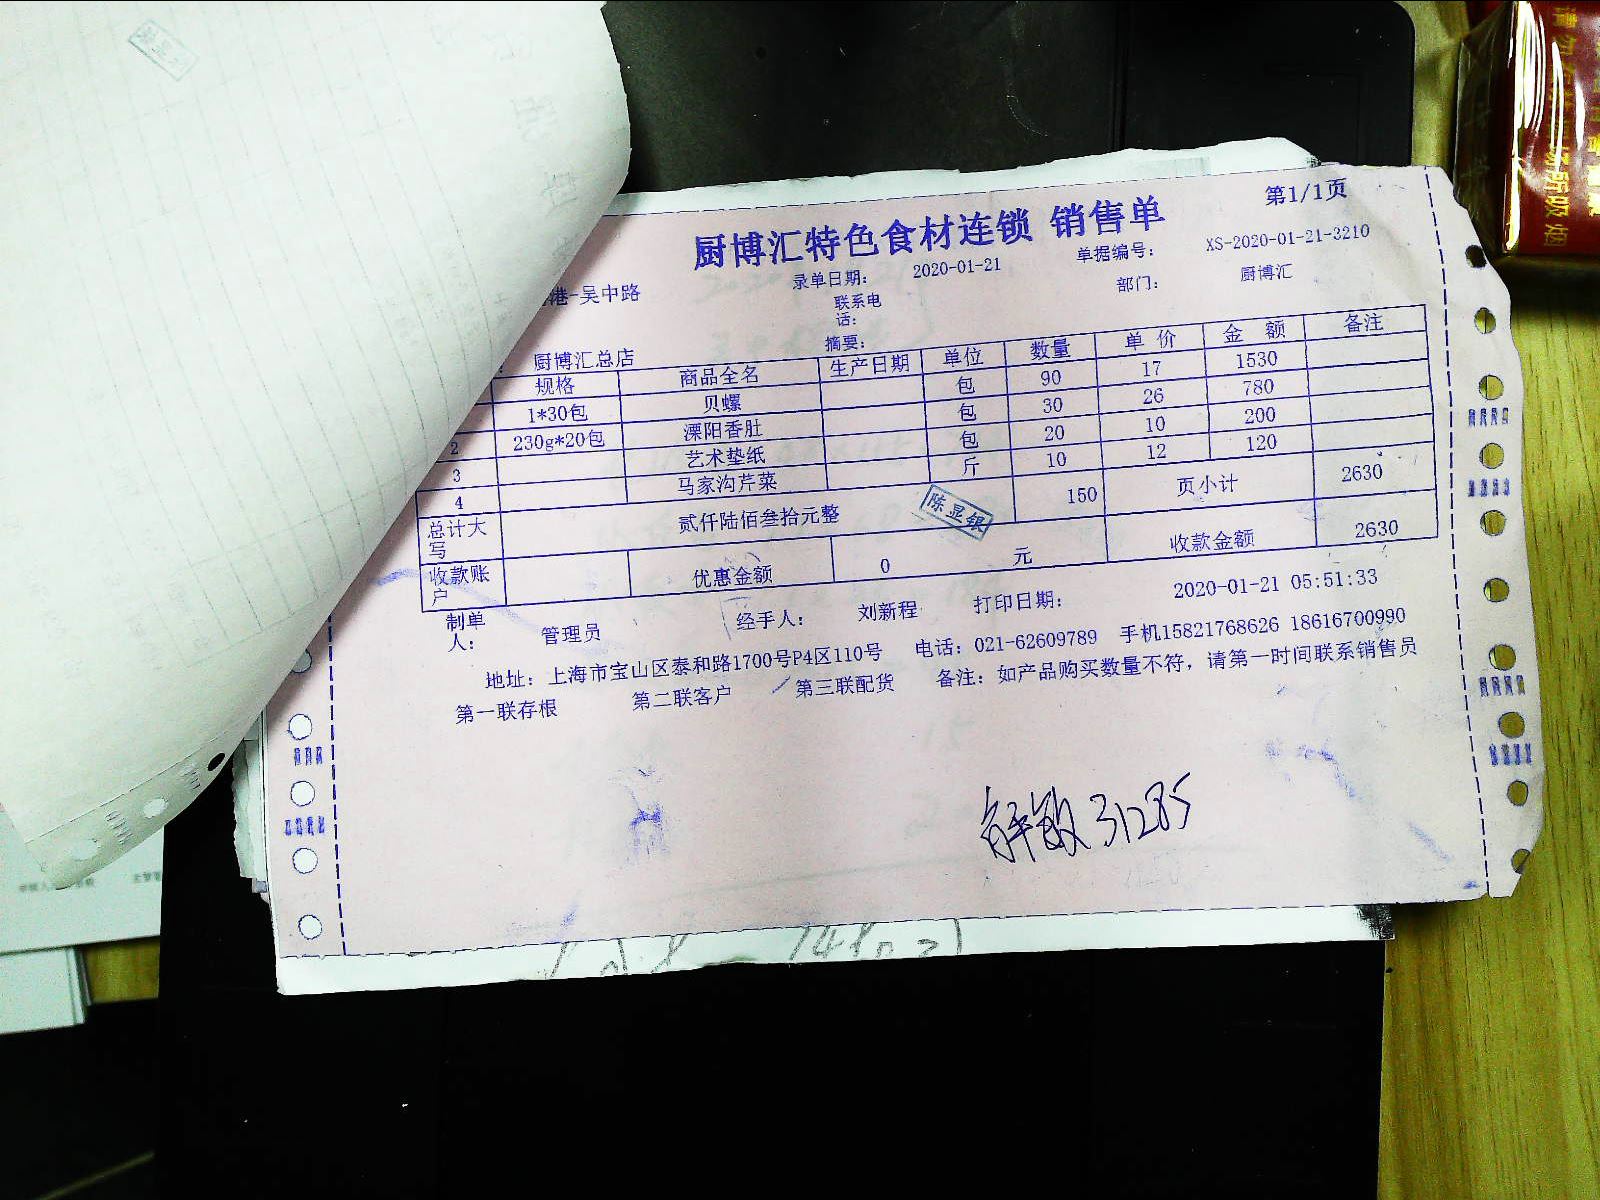 第1/1页
厨博汇特色食材连锁 销售单
录单日期： 2020-01-21 单据编号： XS-2020-01-21-3210
港-吴中路 联系电话： 部门： 厨博汇
厨博汇总店 摘要：
规格 商品全名 生产日期 单位 数量 单 价 金 额 备注
1*30包 贝螺 包 90 17 1530
2 230g*20包 溧阳香肚 包 30 26 780
3 艺术垫纸 包 20 10 200
4 马家沟芹菜 斤 10 12 120
总计大写 贰仟陆佰叁拾元整 150 页小计 2630
陈显银
收款账户 优惠金额 0 元 收款金额 2630
制单人： 管理员 经手人： 刘新程 打印日期： 2020-01-21 05:51:33
地址：上海市宝山区泰和路1700号P4区110号 电话：021-62609789 手机15821768626 18616700990
第一联存根 第二联客户 第三联配货 备注：如产品购买数量不符，请第一时间联系销售员
解敏 31285